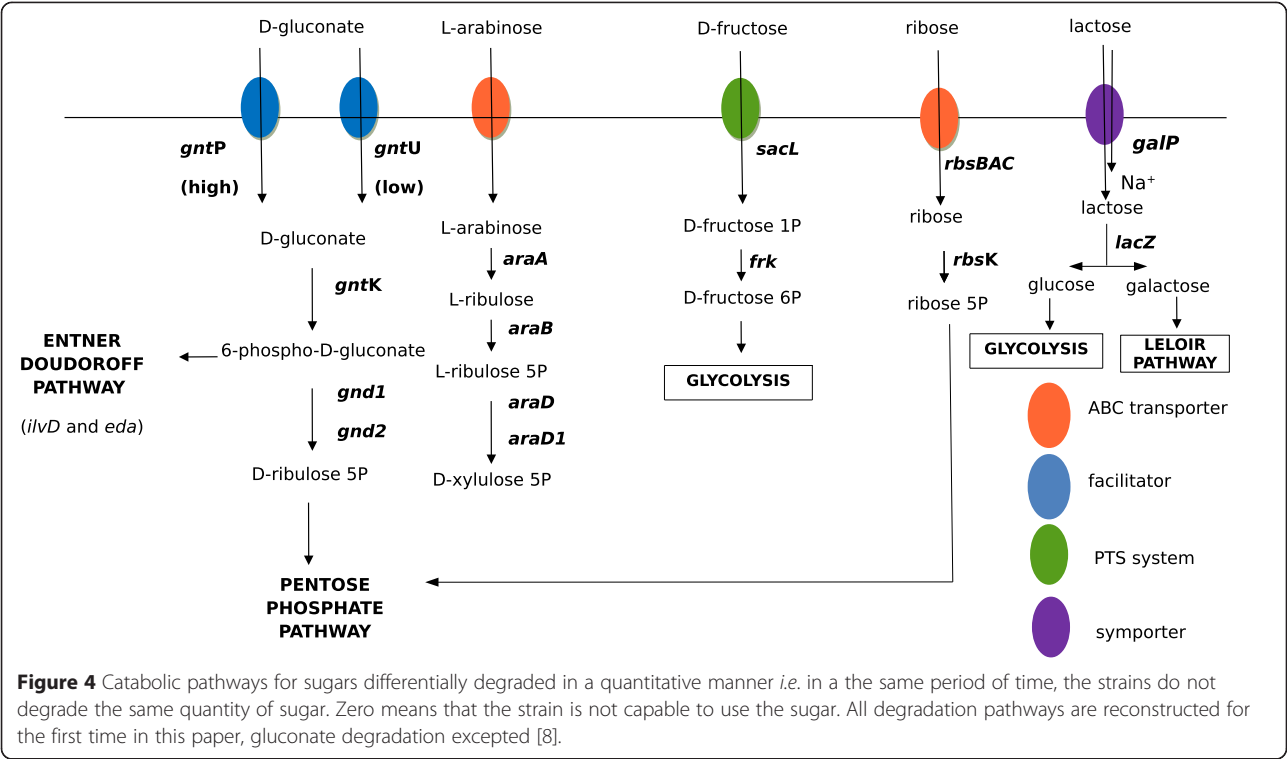 D-gluconate
L-arabinose
D-fructose
ribose
lactose
gntP
(high)
gntU
(low)
sacL
rbsBAC
galP
Na⁺
D-gluconate
L-arabinose
D-fructose 1P
ribose
lactose
gntK
araA
frk
rbsK
lacZ
L-ribulose
D-fructose 6P
ribose 5P
glucose
galactose
ENTNER
DOUDOROFF
PATHWAY
(ilvD and eda)
6-phospho-D-gluconate
araB
L-ribulose 5P
GLYCOLYSIS
GLYCOLYSIS
LELOIR
PATHWAY
gnd1
gnd2
araD
araD1
D-ribulose 5P
D-xylulose 5P
PENTOSE
PHOSPHATE
PATHWAY
ABC transporter
facilitator
PTS system
symporter
Figure 4 Catabolic pathways for sugars differentially degraded in a quantitative manner i.e. in a the same period of time, the strains do not
degrade the same quantity of sugar. Zero means that the strain is not capable to use the sugar. All degradation pathways are reconstructed for
the first time in this paper, gluconate degradation excepted [8].